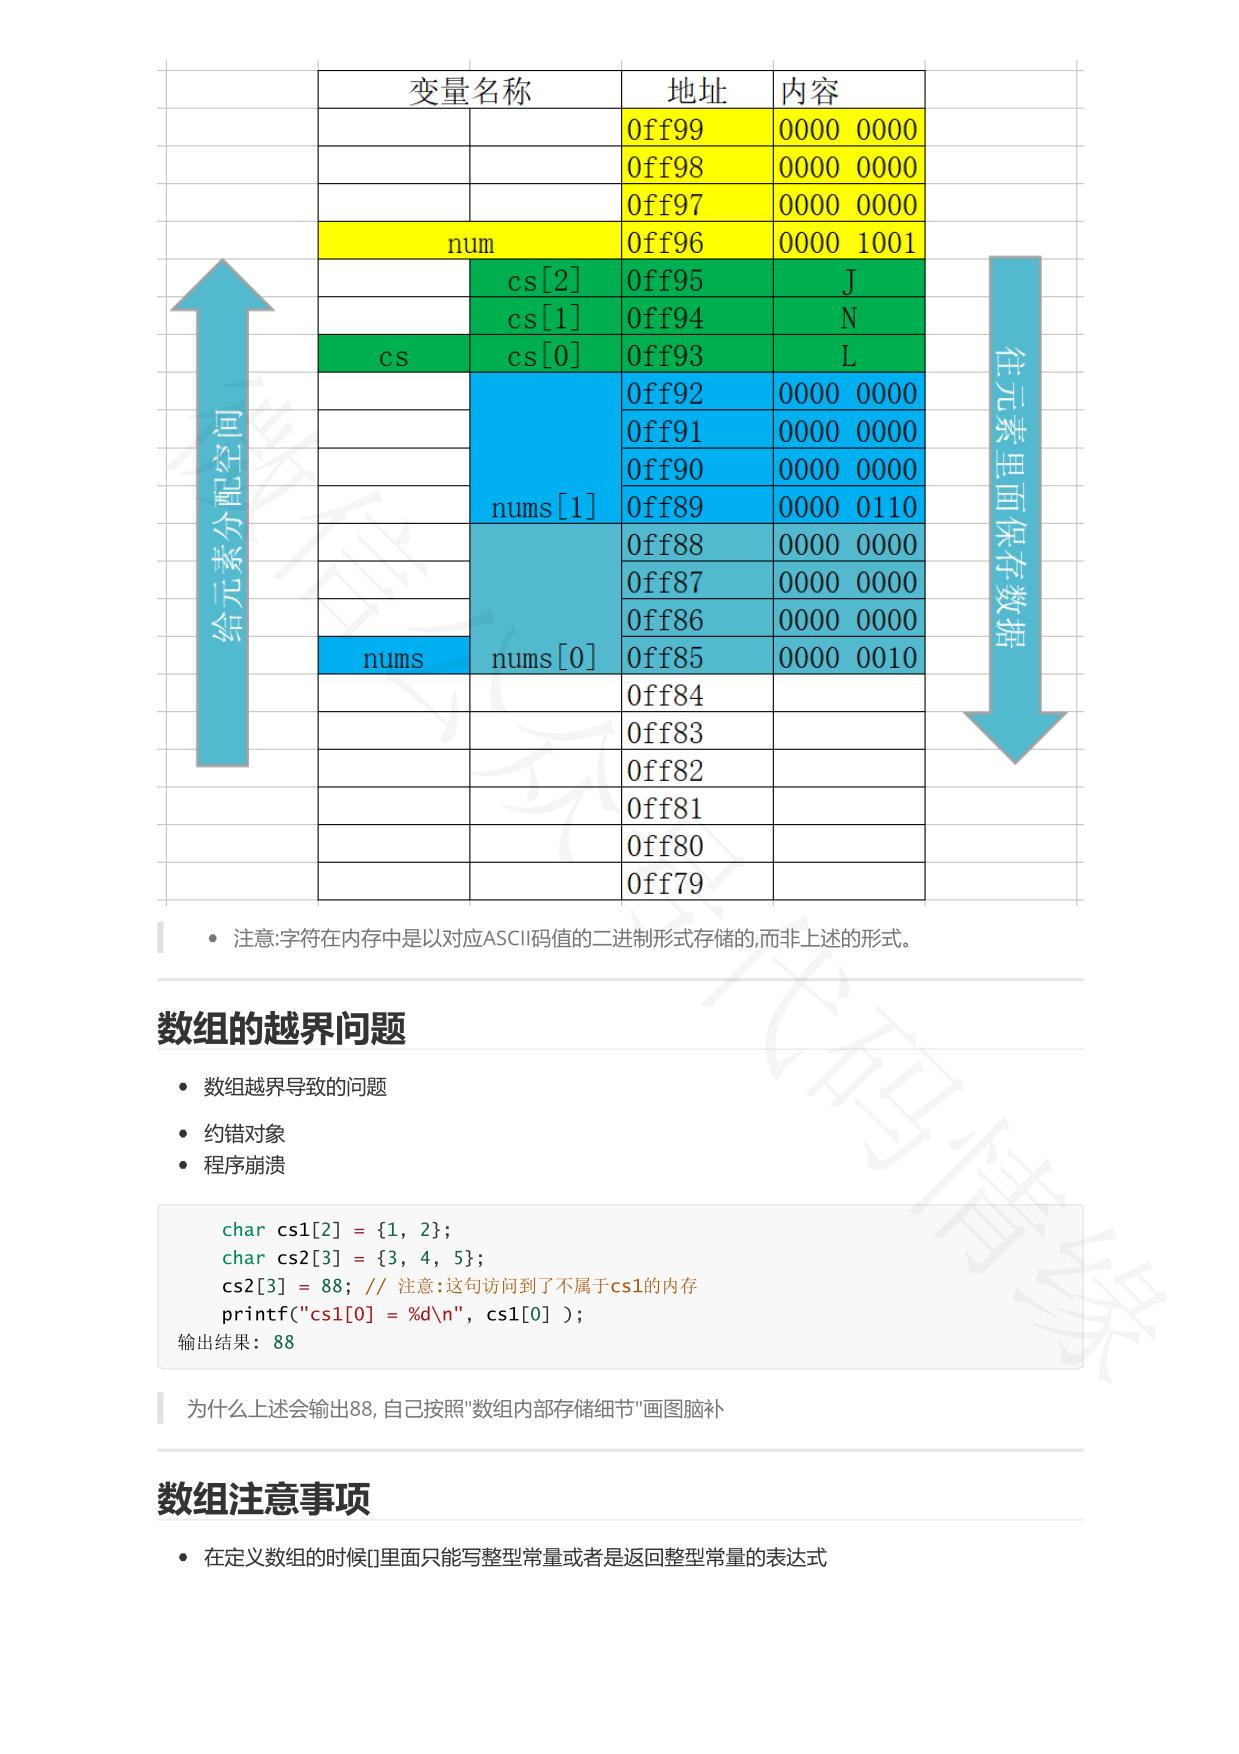 变量名称 地址 内容
0ff99 0000 0000
0ff98 0000 0000
0ff97 0000 0000
num 0ff96 0000 1001
cs[2] 0ff95 J
cs[1] 0ff94 N
cs cs[0] 0ff93 L
0ff92 0000 0000
0ff91 0000 0000
0ff90 0000 0000
nums[1] 0ff89 0000 0110
0ff88 0000 0000
0ff87 0000 0000
0ff86 0000 0000
nums nums[0] 0ff85 0000 0010
0ff84
0ff83
0ff82
0ff81
0ff80
0ff79
给元素分配空间
往元素里面保存数据
注意:字符在内存中是以对应ASCII码值的二进制形式存储的,而非上述的形式。
数组的越界问题
数组越界导致的问题
约错对象
程序崩溃
char cs1[2] = {1, 2};
char cs2[3] = {3, 4, 5};
cs2[3] = 88; // 注意:这句访问到了不属于cs1的内存
printf("cs1[0] = %d\n", cs1[0] );
输出结果: 88
为什么上述会输出88, 自己按照"数组内部存储细节"画图脑补
数组注意事项
在定义数组的时候[]里面只能写整型常量或者是返回整型常量的表达式
微信公众号代码情缘